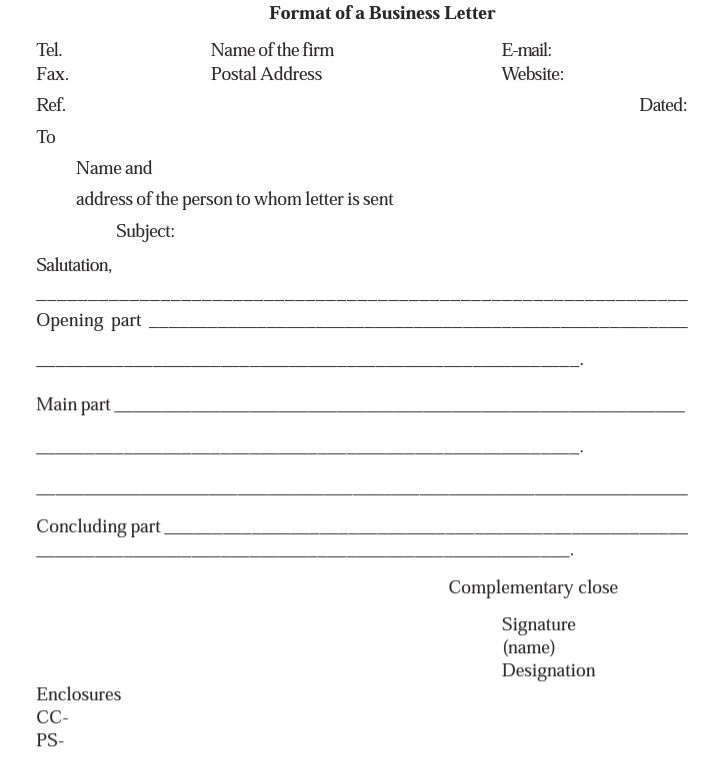 Format of a Business Letter
Tel. Name of the firm E-mail:
Fax. Postal Address Website:
Ref. Dated:
To
Name and
address of the person to whom letter is sent
Subject:
Salutation,
Opening part
.
Main part
.
Concluding part
.
Complementary close
Signature
(name)
Designation
Enclosures
CC-
PS-